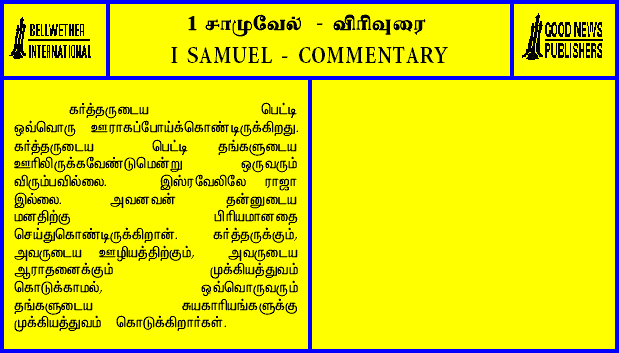 BELLWETHER
INTERNATIONAL
1 சாமுவேல் - விரிவுரை
I SAMUEL - COMMENTARY
GOOD NEWS
PUBLISHERS
கர்த்தருடைய பெட்டி
ஒவ்வொரு ஊராகப்போய்க்கொண்டிருக்கிறது.
கர்த்தருடைய பெட்டி தங்களுடைய
ஊரிலிருக்கவேண்டுமென்று ஒருவரும்
விரும்பவில்லை. இஸ்ரவேலிலே ராஜா
இல்லை. அவனவன் தன்னுடைய
மனதிற்கு பிரியமானதை
செய்துகொண்டிருக்கிறான். கர்த்தருக்கும்,
அவருடைய ஊழியத்திற்கும், அவருடைய
ஆராதனைக்கும் முக்கியத்துவம்
கொடுக்காமல், ஒவ்வொருவரும்
தங்களுடைய சுயகாரியங்களுக்கு
முக்கியத்துவம் கொடுக்கிறார்கள்.